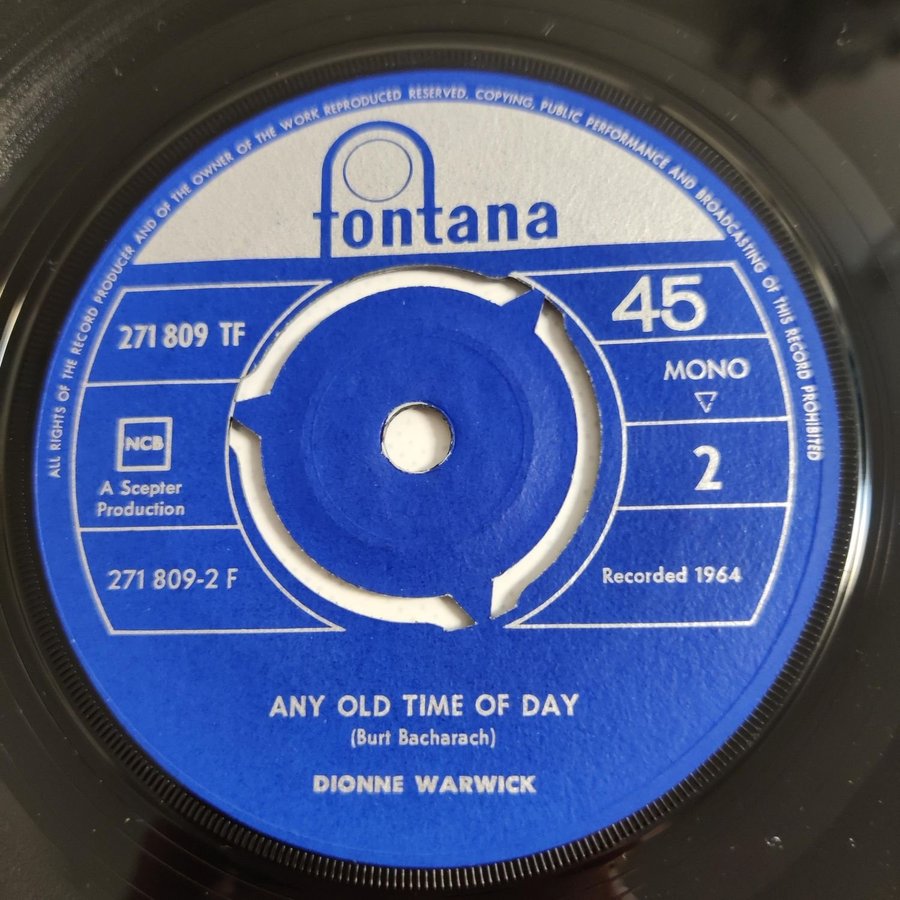 ALL RIGHTS OF THE RECORD PRODUCER AND OF THE OWNER OF THE WORK REPRODUCED RESERVED. COPYING, PUBLIC PERFORMANCE AND BROADCASTING OF THIS RECORD PROHIBITED
fontana
271 809 TF
45
MONO
NCB
2
A Scepter
Production
271 809-2 F
Recorded 1964
ANY OLD TIME OF DAY
(Burt Bacharach)
DIONNE WARWICK